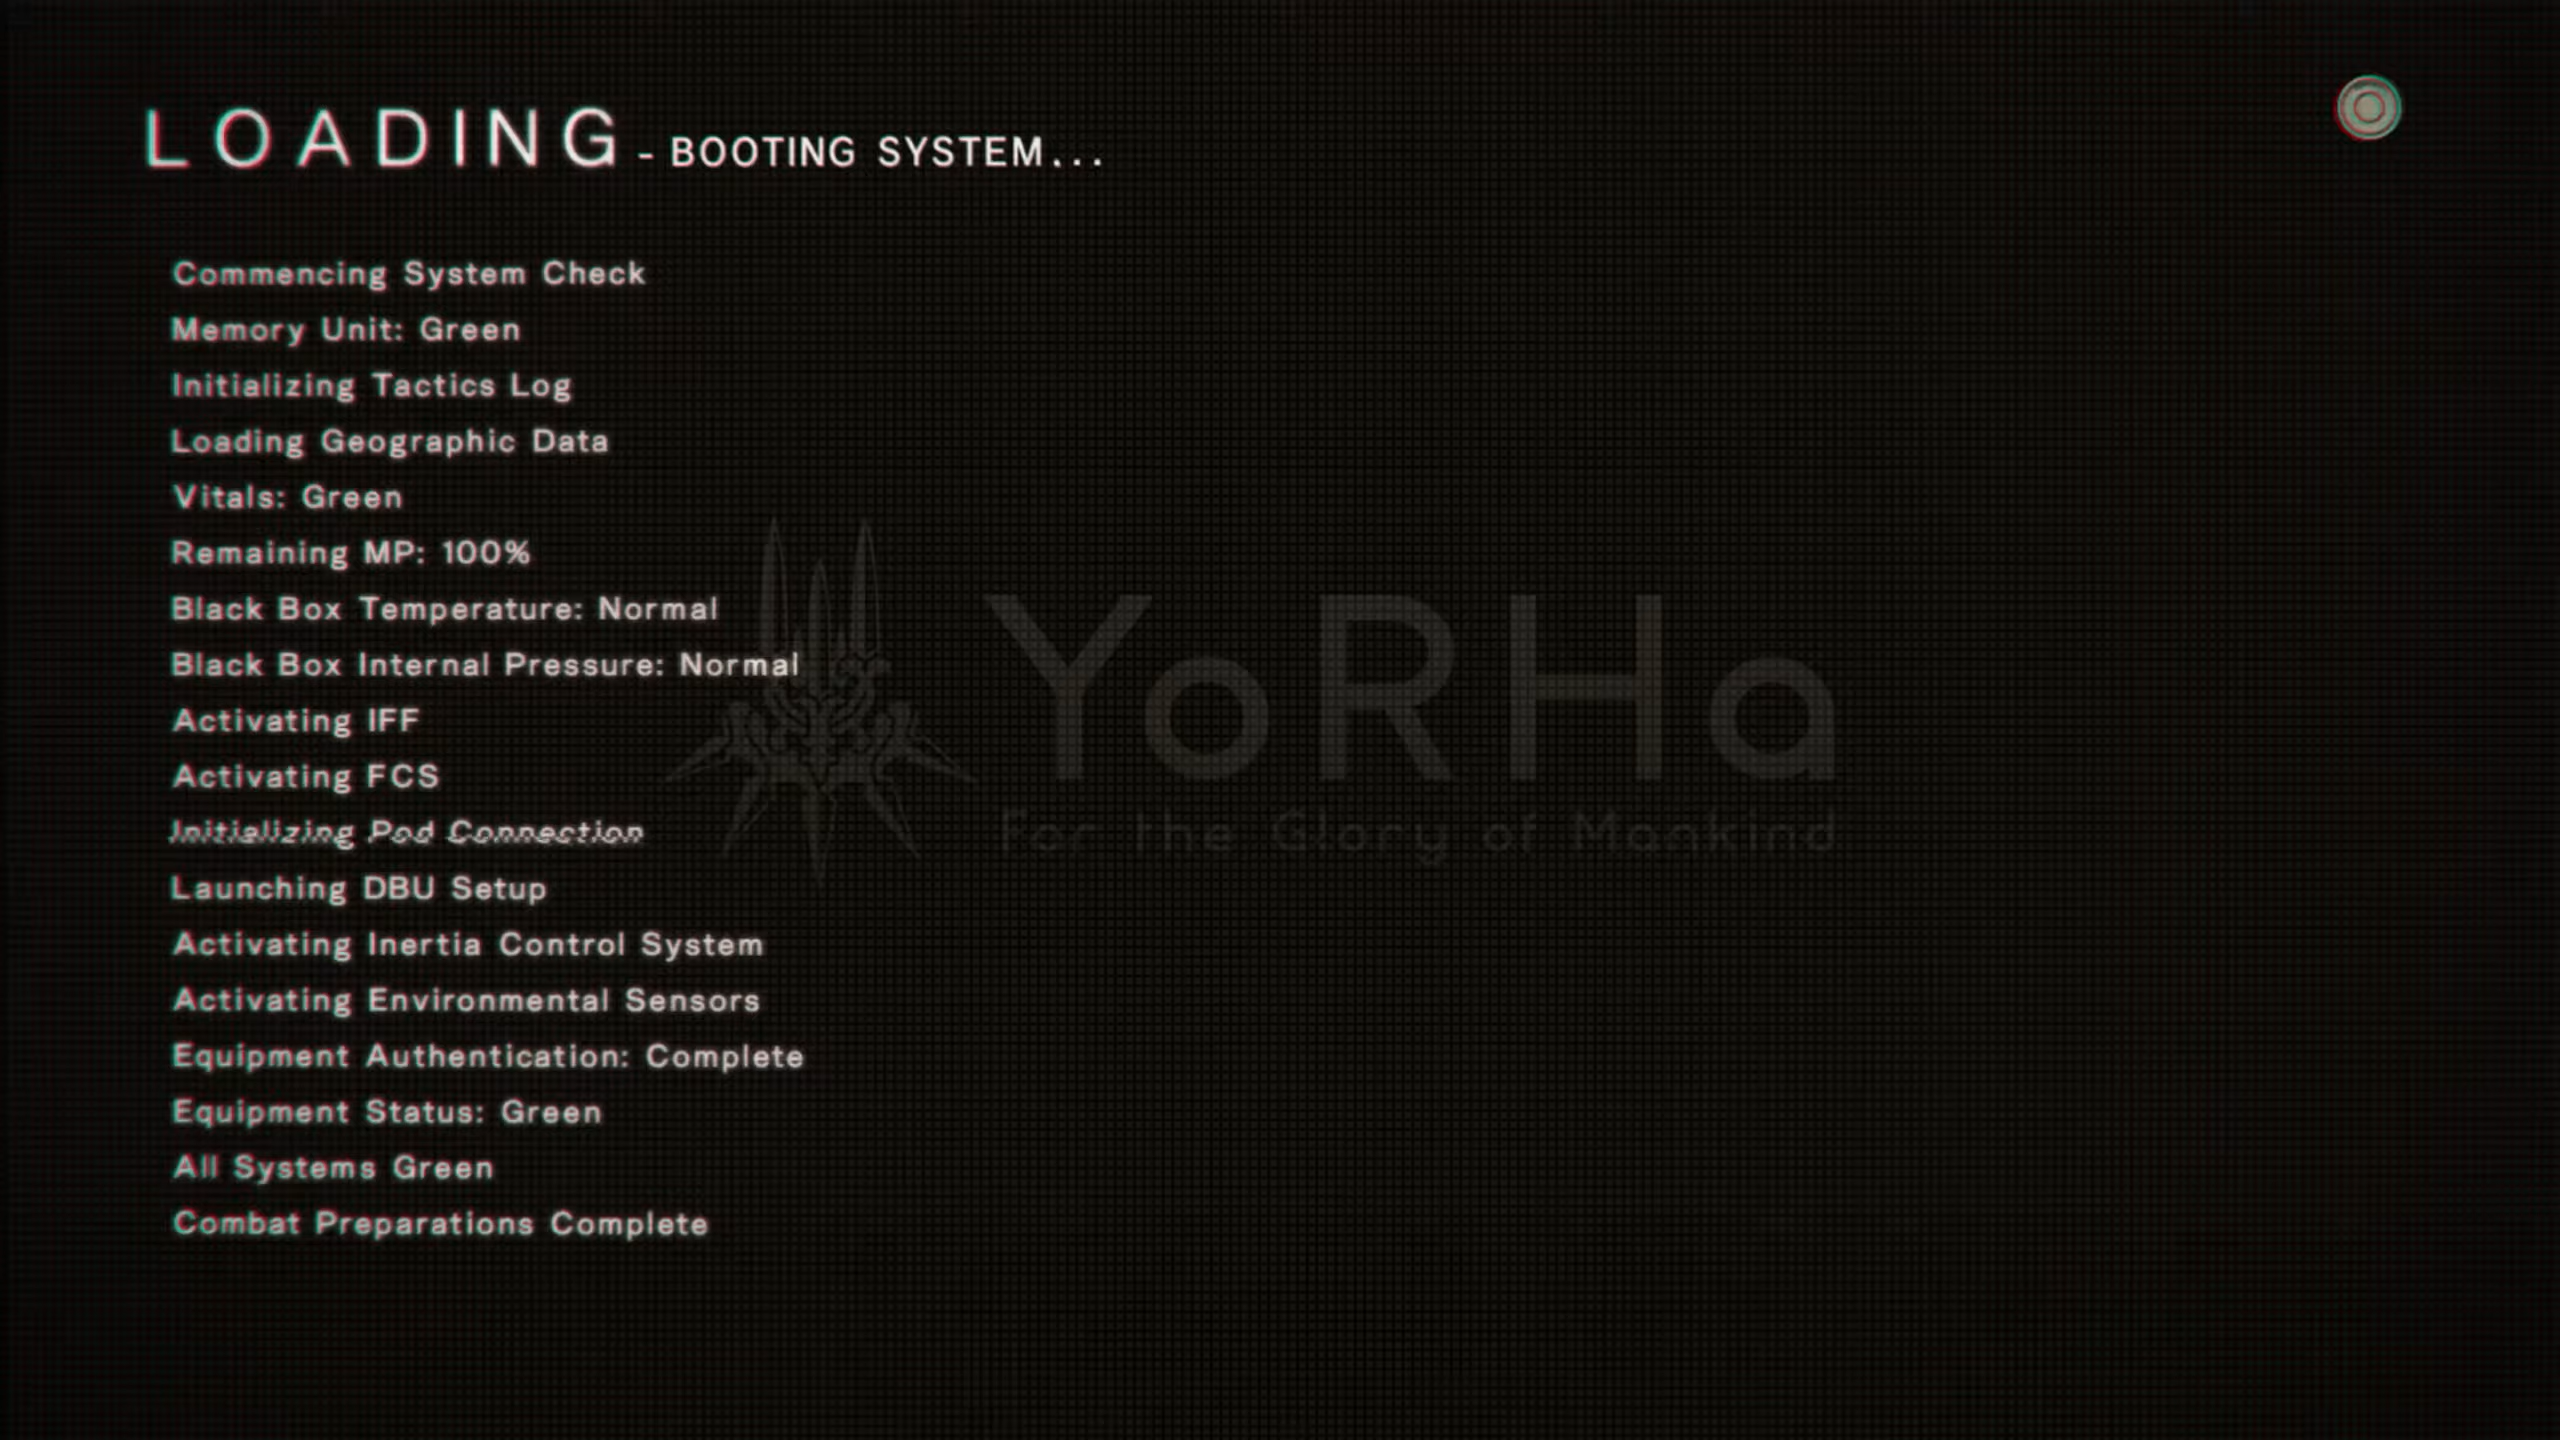 LOADING - BOOTING SYSTEM...
Commencing System Check
Memory Unit: Green
Initializing Tactics Log
Loading Geographic Data
Vitals: Green
Remaining MP: 100%
Black Box Temperature: Normal
Black Box Internal Pressure: Normal
Activating IFF
Activating FCS
Initializing Pod Connection
Launching DBU Setup
Activating Inertia Control System
Activating Environmental Sensors
Equipment Authentication: Complete
Equipment Status: Green
All Systems Green
Combat Preparations Complete
YoRHa
For the Glory of Mankind